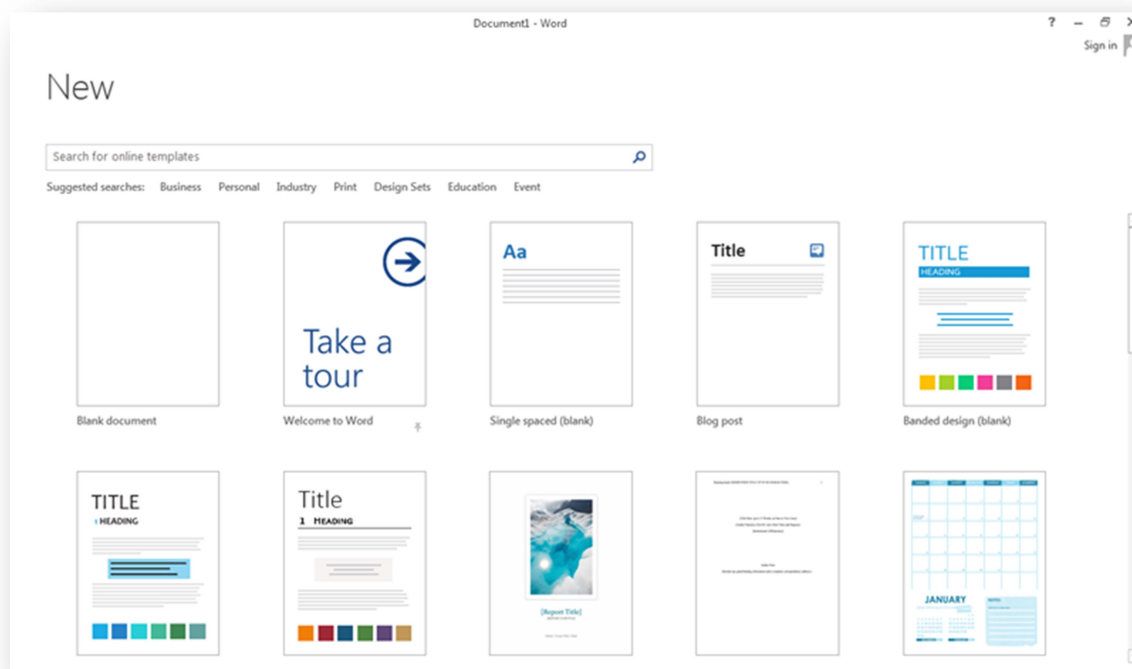 Document1 - Word
?
Sign in
New
Search for online templates
Suggested searches: Business Personal Industry Print Design Sets Education Event
Take a
tour
Aa
Title
TITLE
HEADING
Blank document
Welcome to Word
Single spaced (blank)
Blog post
Banded design (blank)
TITLE
1 HEADING
Title
1 HEADING
[Report Title]
JANUARY
NOTES